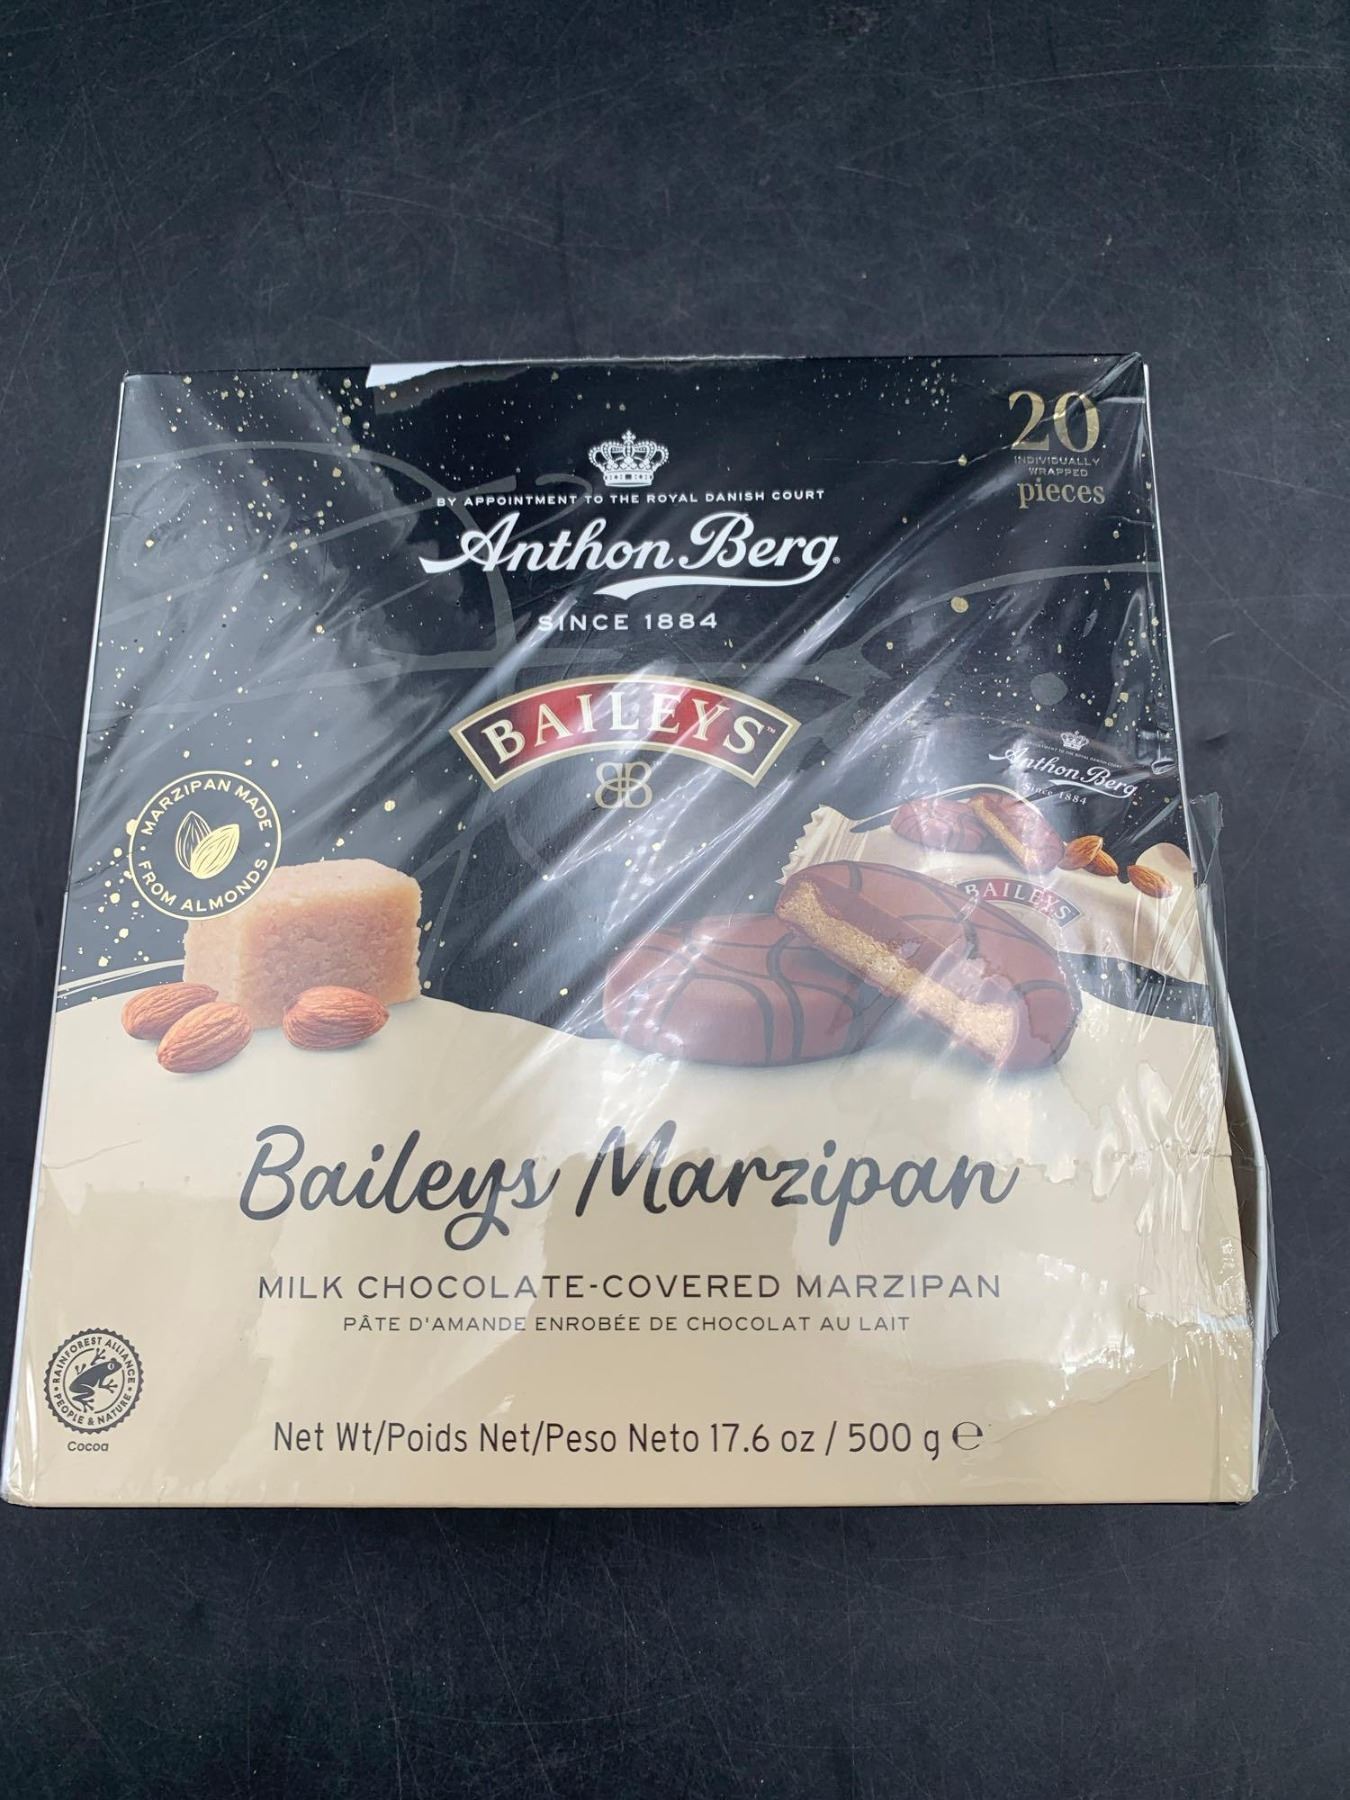 20
INDIVIDUALLY
WRAPPED
pieces
BY APPOINTMENT TO THE ROYAL DANISH COURT
Anthon Berg®
SINCE 1884
BAILEYS™
Anthon Berg
Since 1884
BAILEYS
MARZIPAN MADE
FROM ALMONDS
Baileys Marzipan
MILK CHOCOLATE-COVERED MARZIPAN
PÂTE D'AMANDE ENROBÉE DE CHOCOLAT AU LAIT
RAINFOREST ALLIANCE
PEOPLE & NATURE
Cocoa
Net Wt/Poids Net/Peso Neto 17.6 oz / 500 g ℮